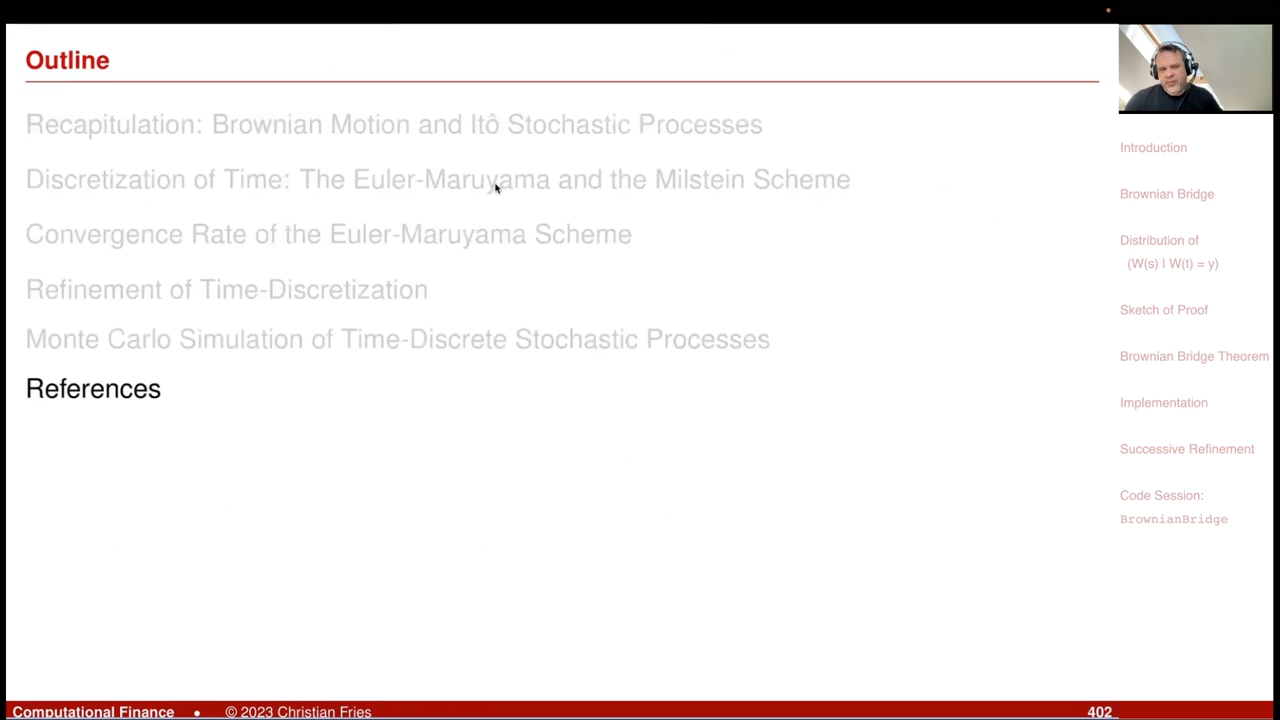 Outline
Recapitulation: Brownian Motion and Itô Stochastic Processes
Discretization of Time: The Euler-Maruyama and the Milstein Scheme
Convergence Rate of the Euler-Maruyama Scheme
Refinement of Time-Discretization
Monte Carlo Simulation of Time-Discrete Stochastic Processes
References
Introduction
Brownian Bridge
Distribution of
(W(s) | W(t) = y)
Sketch of Proof
Brownian Bridge Theorem
Implementation
Successive Refinement
Code Session:
BrownianBridge
Computational Finance • © 2023 Christian Fries 402